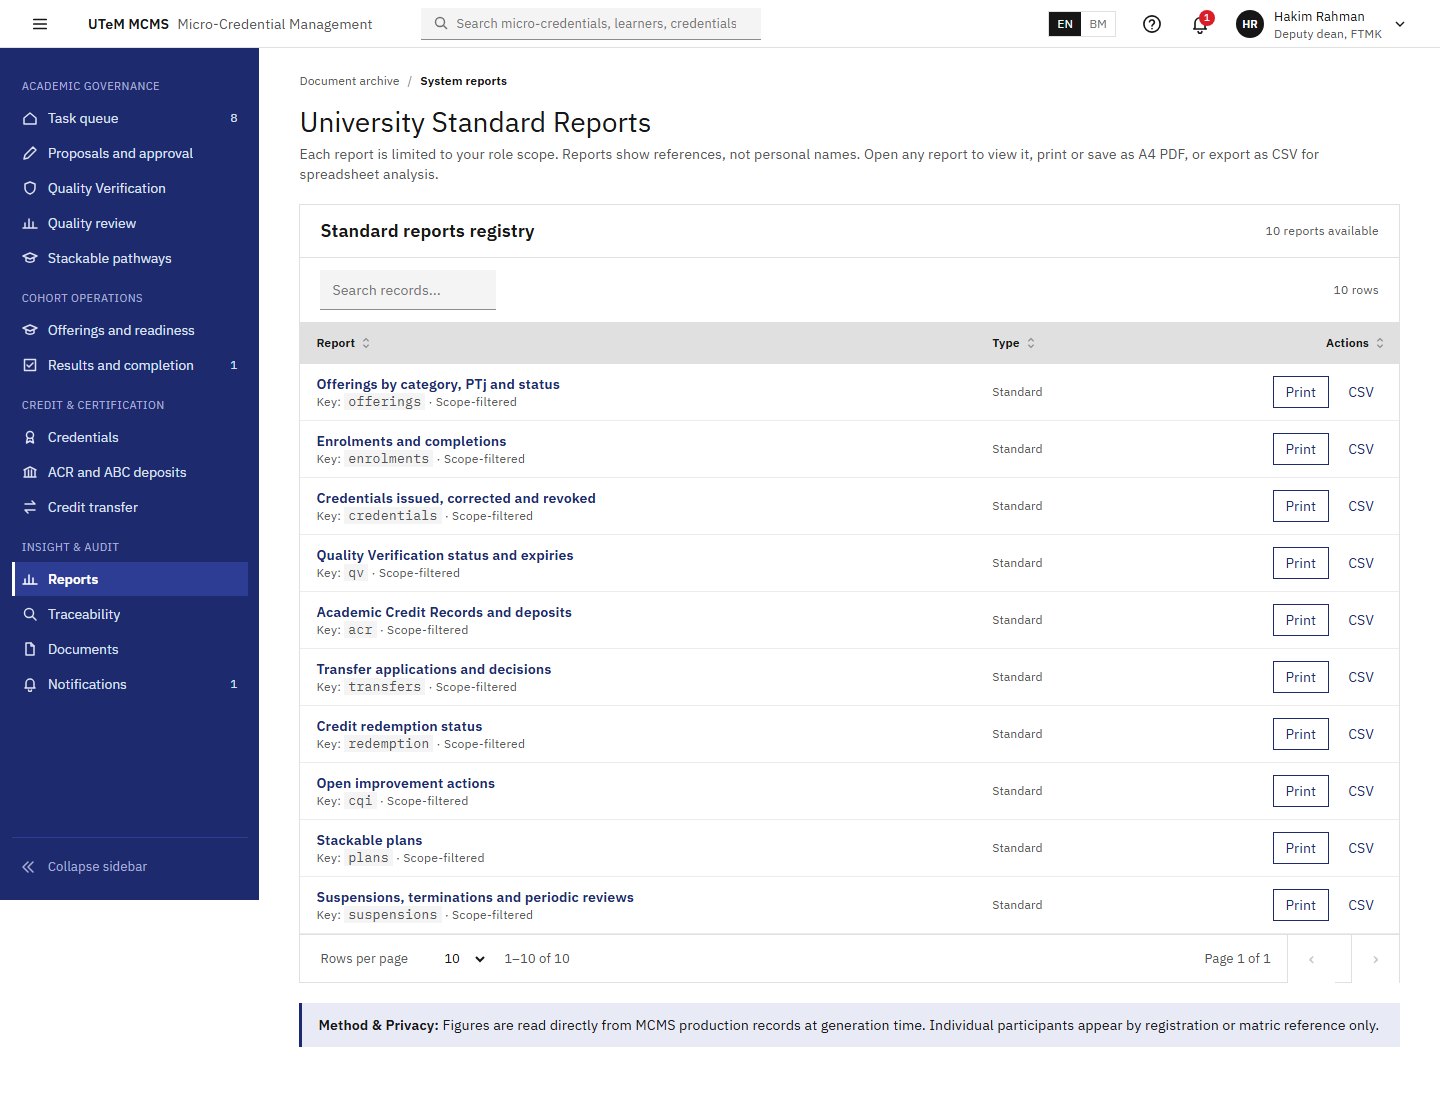 UTeM MCMS Micro-Credential Management
Search micro-credentials, learners, credentials
EN BM
1
HR
Hakim Rahman
Deputy dean, FTMK
ACADEMIC GOVERNANCE
Task queue 8
Proposals and approval
Quality Verification
Quality review
Stackable pathways
COHORT OPERATIONS
Offerings and readiness
Results and completion 1
CREDIT & CERTIFICATION
Credentials
ACR and ABC deposits
Credit transfer
INSIGHT & AUDIT
Reports
Traceability
Documents
Notifications 1
Collapse sidebar
Document archive / System reports
University Standard Reports
Each report is limited to your role scope. Reports show references, not personal names. Open any report to view it, print or save as A4 PDF, or export as CSV for
spreadsheet analysis.
Standard reports registry 10 reports available
Search records... 10 rows
Report Type Actions
Offerings by category, PTj and status
Key: offerings · Scope-filtered
Standard Print CSV
Enrolments and completions
Key: enrolments · Scope-filtered
Standard Print CSV
Credentials issued, corrected and revoked
Key: credentials · Scope-filtered
Standard Print CSV
Quality Verification status and expiries
Key: qv · Scope-filtered
Standard Print CSV
Academic Credit Records and deposits
Key: acr · Scope-filtered
Standard Print CSV
Transfer applications and decisions
Key: transfers · Scope-filtered
Standard Print CSV
Credit redemption status
Key: redemption · Scope-filtered
Standard Print CSV
Open improvement actions
Key: cqi · Scope-filtered
Standard Print CSV
Stackable plans
Key: plans · Scope-filtered
Standard Print CSV
Suspensions, terminations and periodic reviews
Key: suspensions · Scope-filtered
Standard Print CSV
Rows per page 10 1–10 of 10 Page 1 of 1 ‹ ›
Method & Privacy: Figures are read directly from MCMS production records at generation time. Individual participants appear by registration or matric reference only.